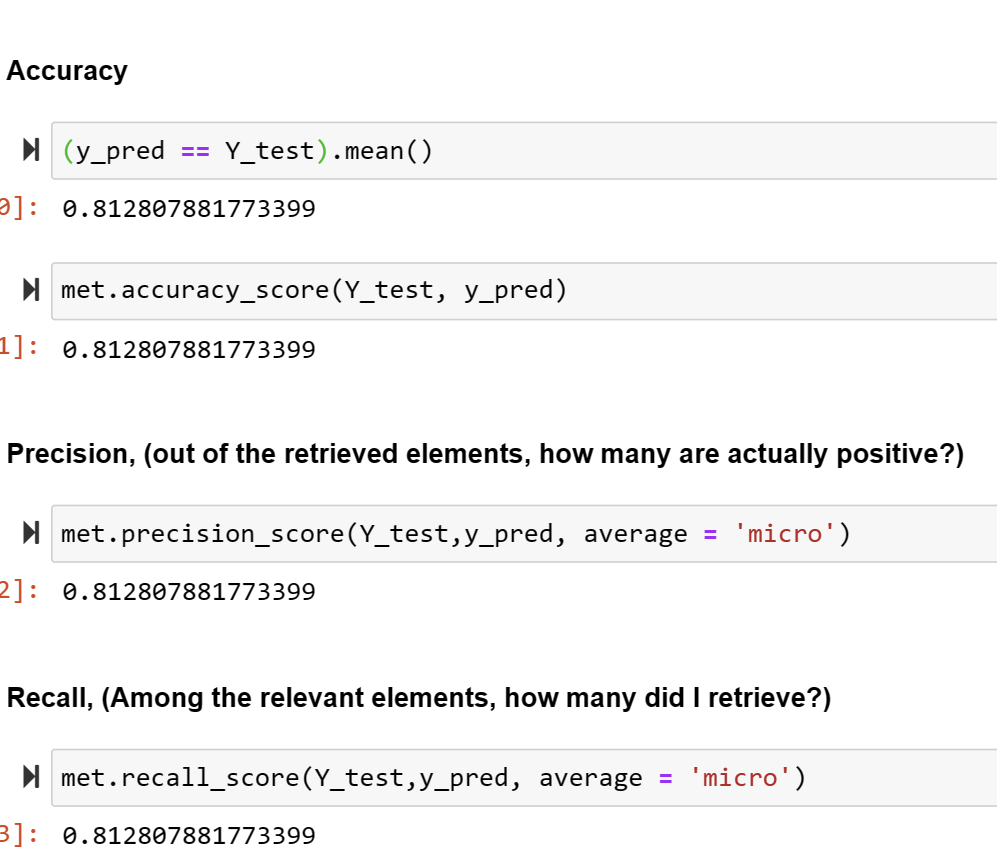 Accuracy
(y_pred == Y_test).mean()
0]: 0.812807881773399
met.accuracy_score(Y_test, y_pred)
1]: 0.812807881773399
Precision, (out of the retrieved elements, how many are actually positive?)
met.precision_score(Y_test,y_pred, average = 'micro')
2]: 0.812807881773399
Recall, (Among the relevant elements, how many did I retrieve?)
met.recall_score(Y_test,y_pred, average = 'micro')
3]: 0.812807881773399